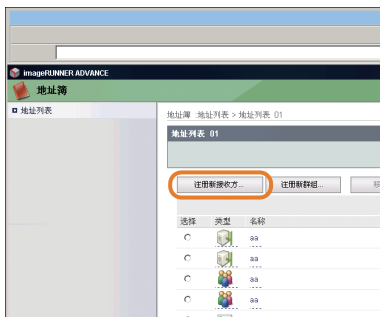 imageRUNNER ADVANCE
地址簿
地址列表
地址簿 :地址列表 > 地址列表 01
地址列表 01
注册新接收方... 注册新群组...
选择 类型 名称
aa
aa
aa
aa